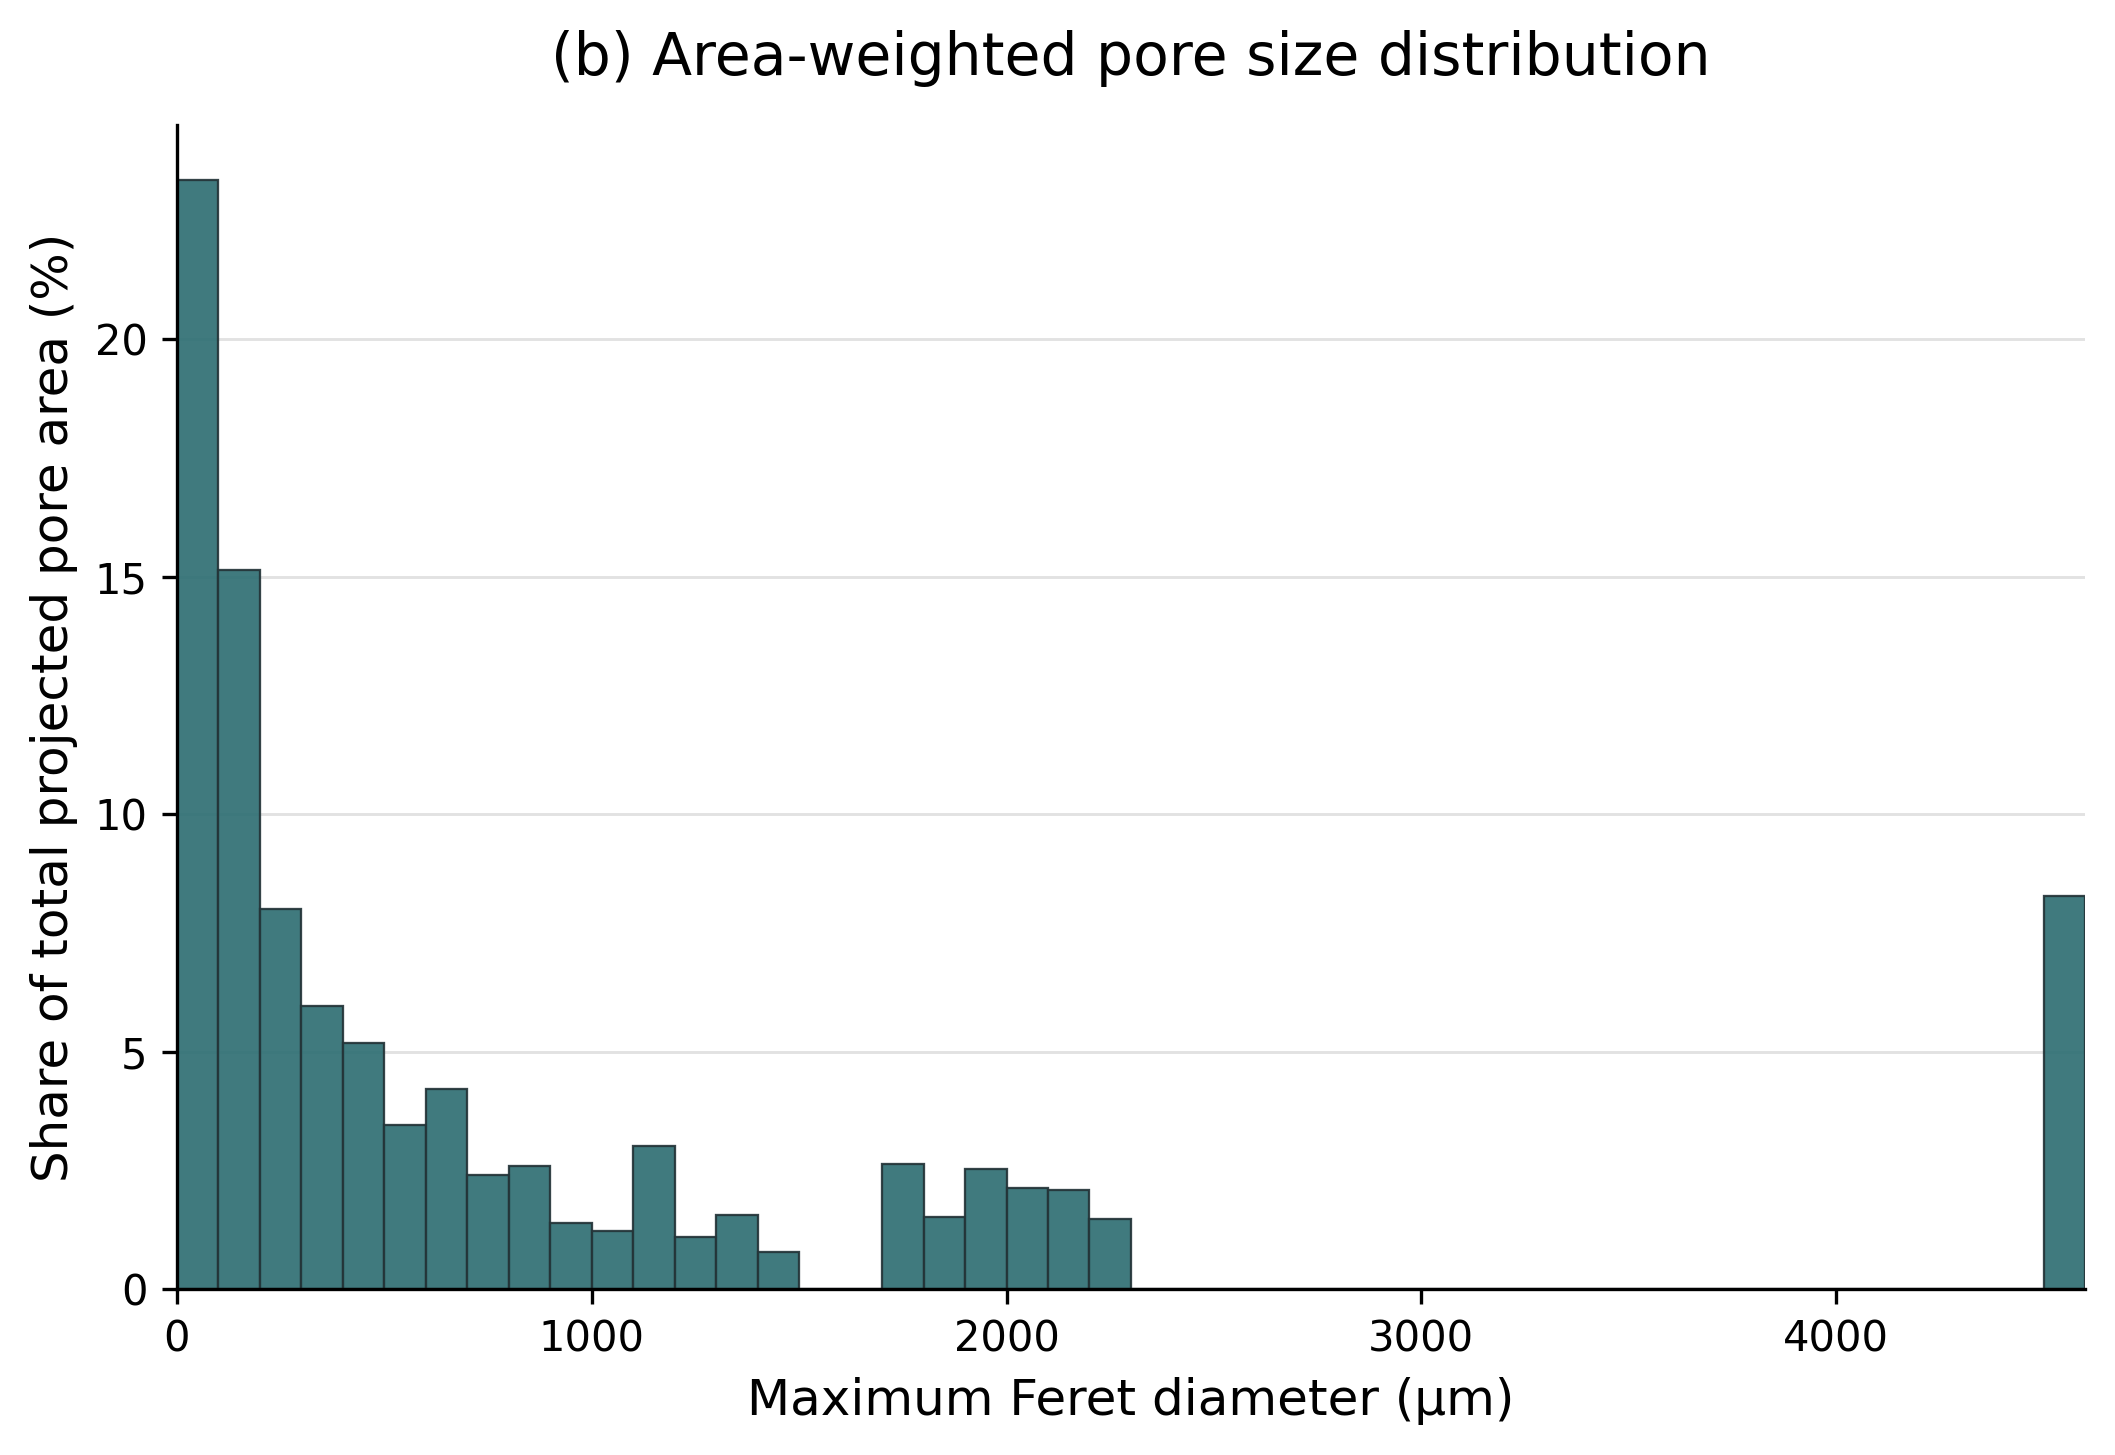 (b) Area-weighted pore size distribution
Share of total projected pore area (%)
20
15
10
5
0
0 1000 2000 3000 4000
Maximum Feret diameter (µm)